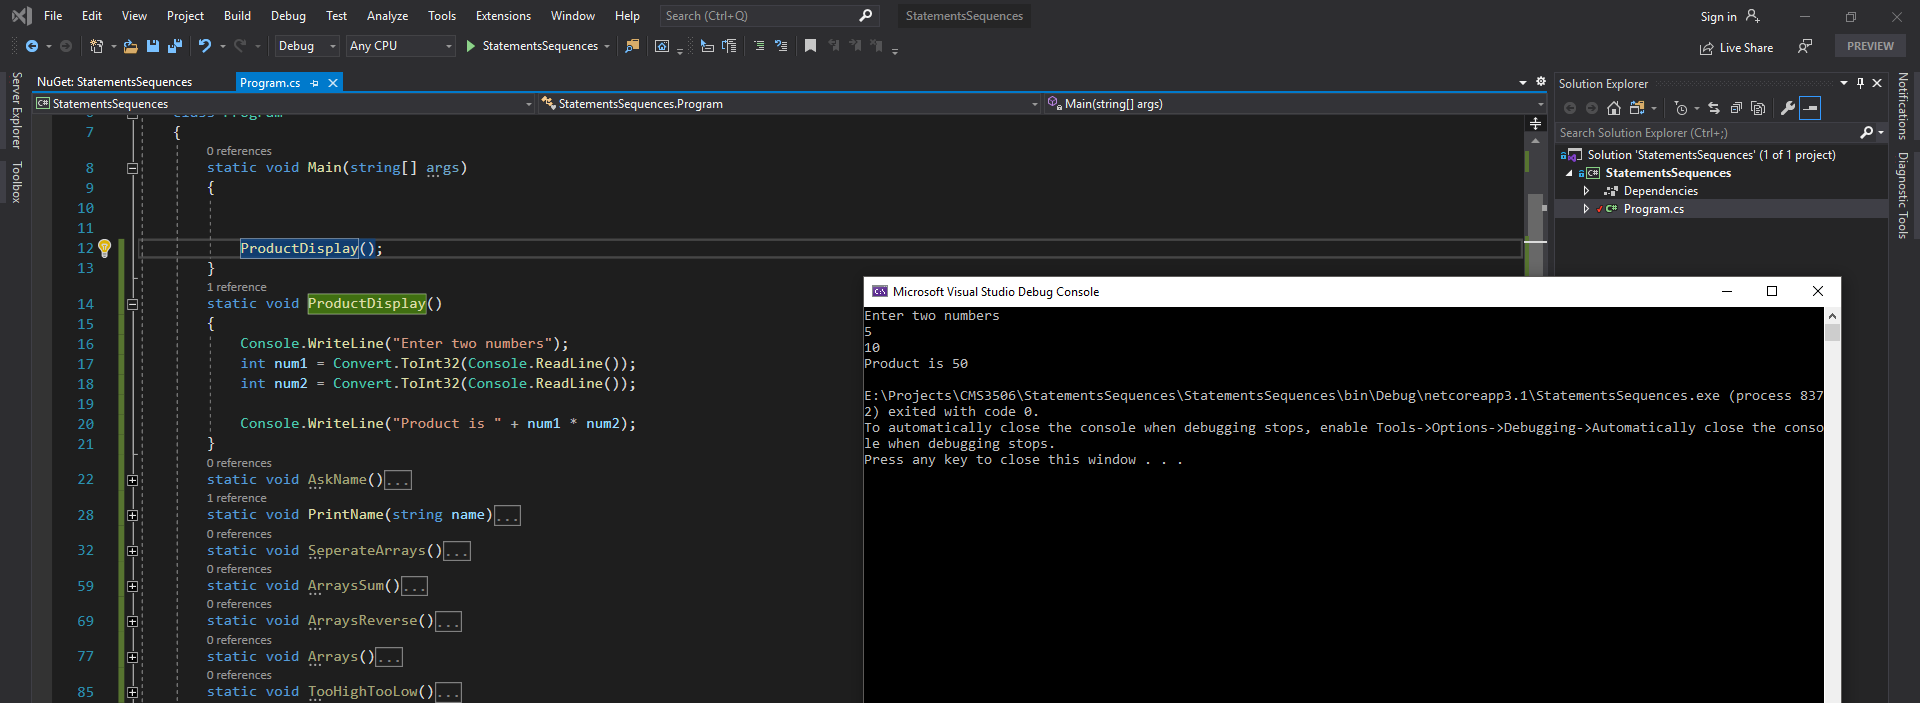 File Edit View Project Build Debug Test Analyze Tools Extensions Window Help Search (Ctrl+Q) StatementsSequences Sign in
Debug Any CPU StatementsSequences Live Share PREVIEW
Server Explorer
Toolbox
NuGet: StatementsSequences Program.cs
C# StatementsSequences StatementsSequences.Program Main(string[] args)
7 {
0 references
8 static void Main(string[] args)
9 {
10
11
12 ProductDisplay();
13 }
1 reference
14 static void ProductDisplay()
15 {
16 Console.WriteLine("Enter two numbers");
17 int num1 = Convert.ToInt32(Console.ReadLine());
18 int num2 = Convert.ToInt32(Console.ReadLine());
19
20 Console.WriteLine("Product is " + num1 * num2);
21 }
0 references
22 static void AskName()...
1 reference
28 static void PrintName(string name)...
0 references
32 static void SeperateArrays()...
0 references
59 static void ArraysSum()...
0 references
69 static void ArraysReverse()...
0 references
77 static void Arrays()...
0 references
85 static void TooHighTooLow()...
Solution Explorer
Search Solution Explorer (Ctrl+;)
Solution 'StatementsSequences' (1 of 1 project)
C# StatementsSequences
Dependencies
C# Program.cs
Notifications
Diagnostic Tools
C:\ Microsoft Visual Studio Debug Console
Enter two numbers
5
10
Product is 50
E:\Projects\CMS3506\StatementsSequences\StatementsSequences\bin\Debug\netcoreapp3.1\StatementsSequences.exe (process 837
2) exited with code 0.
To automatically close the console when debugging stops, enable Tools->Options->Debugging->Automatically close the conso
le when debugging stops.
Press any key to close this window . . .